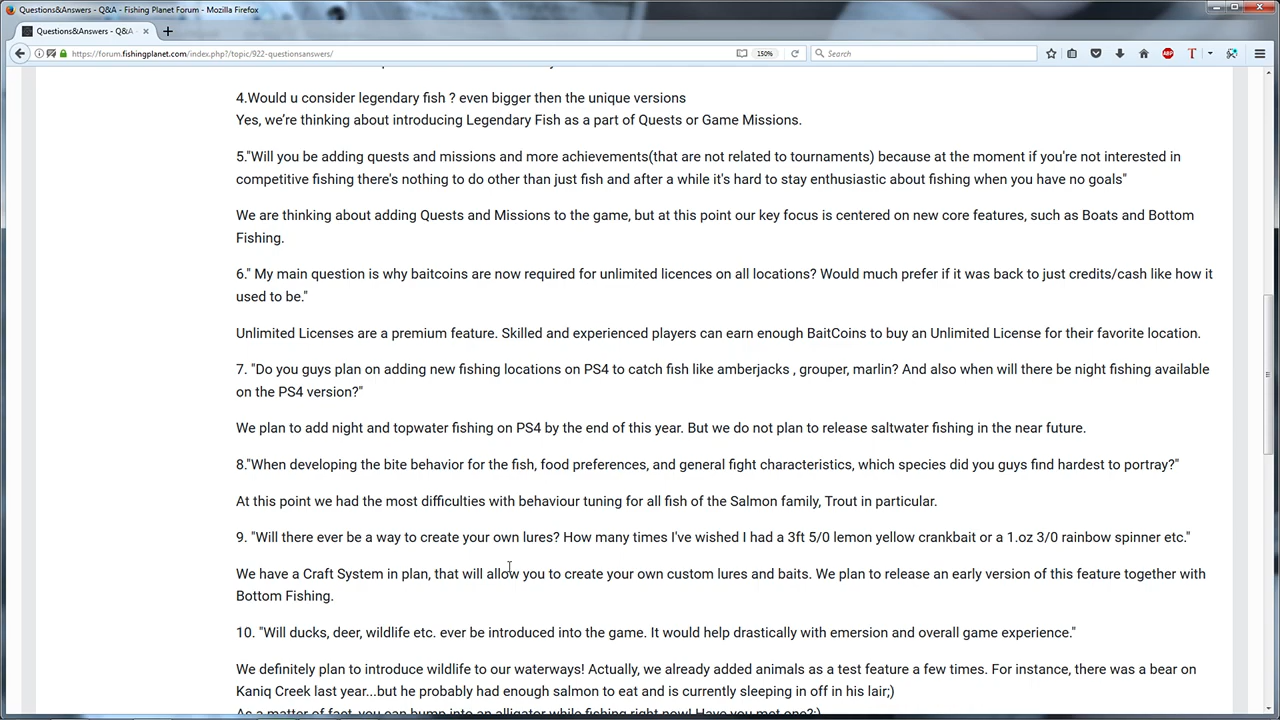 Questions&Answers - Q&A - Fishing Planet Forum - Mozilla Firefox
Questions&Answers - Q&A - F
https://forum.fishingplanet.com/index.php?/topic/922-questionsanswers/
150%
Search
ABP
4.Would u consider legendary fish ? even bigger then the unique versions
Yes, we're thinking about introducing Legendary Fish as a part of Quests or Game Missions.
5."Will you be adding quests and missions and more achievements(that are not related to tournaments) because at the moment if you're not interested in
competitive fishing there's nothing to do other than just fish and after a while it's hard to stay enthusiastic about fishing when you have no goals"
We are thinking about adding Quests and Missions to the game, but at this point our key focus is centered on new core features, such as Boats and Bottom
Fishing.
6." My main question is why baitcoins are now required for unlimited licences on all locations? Would much prefer if it was back to just credits/cash like how it
used to be."
Unlimited Licenses are a premium feature. Skilled and experienced players can earn enough BaitCoins to buy an Unlimited License for their favorite location.
7. "Do you guys plan on adding new fishing locations on PS4 to catch fish like amberjacks , grouper, marlin? And also when will there be night fishing available
on the PS4 version?"
We plan to add night and topwater fishing on PS4 by the end of this year. But we do not plan to release saltwater fishing in the near future.
8."When developing the bite behavior for the fish, food preferences, and general fight characteristics, which species did you guys find hardest to portray?"
At this point we had the most difficulties with behaviour tuning for all fish of the Salmon family, Trout in particular.
9. "Will there ever be a way to create your own lures? How many times I've wished I had a 3ft 5/0 lemon yellow crankbait or a 1.oz 3/0 rainbow spinner etc."
We have a Craft System in plan, that will allow you to create your own custom lures and baits. We plan to release an early version of this feature together with
Bottom Fishing.
10. "Will ducks, deer, wildlife etc. ever be introduced into the game. It would help drastically with emersion and overall game experience."
We definitely plan to introduce wildlife to our waterways! Actually, we already added animals as a test feature a few times. For instance, there was a bear on
Kaniq Creek last year...but he probably had enough salmon to eat and is currently sleeping in off in his lair;)
As a matter of fact, you can bump into an alligator while fishing right now! Have you met one?;)